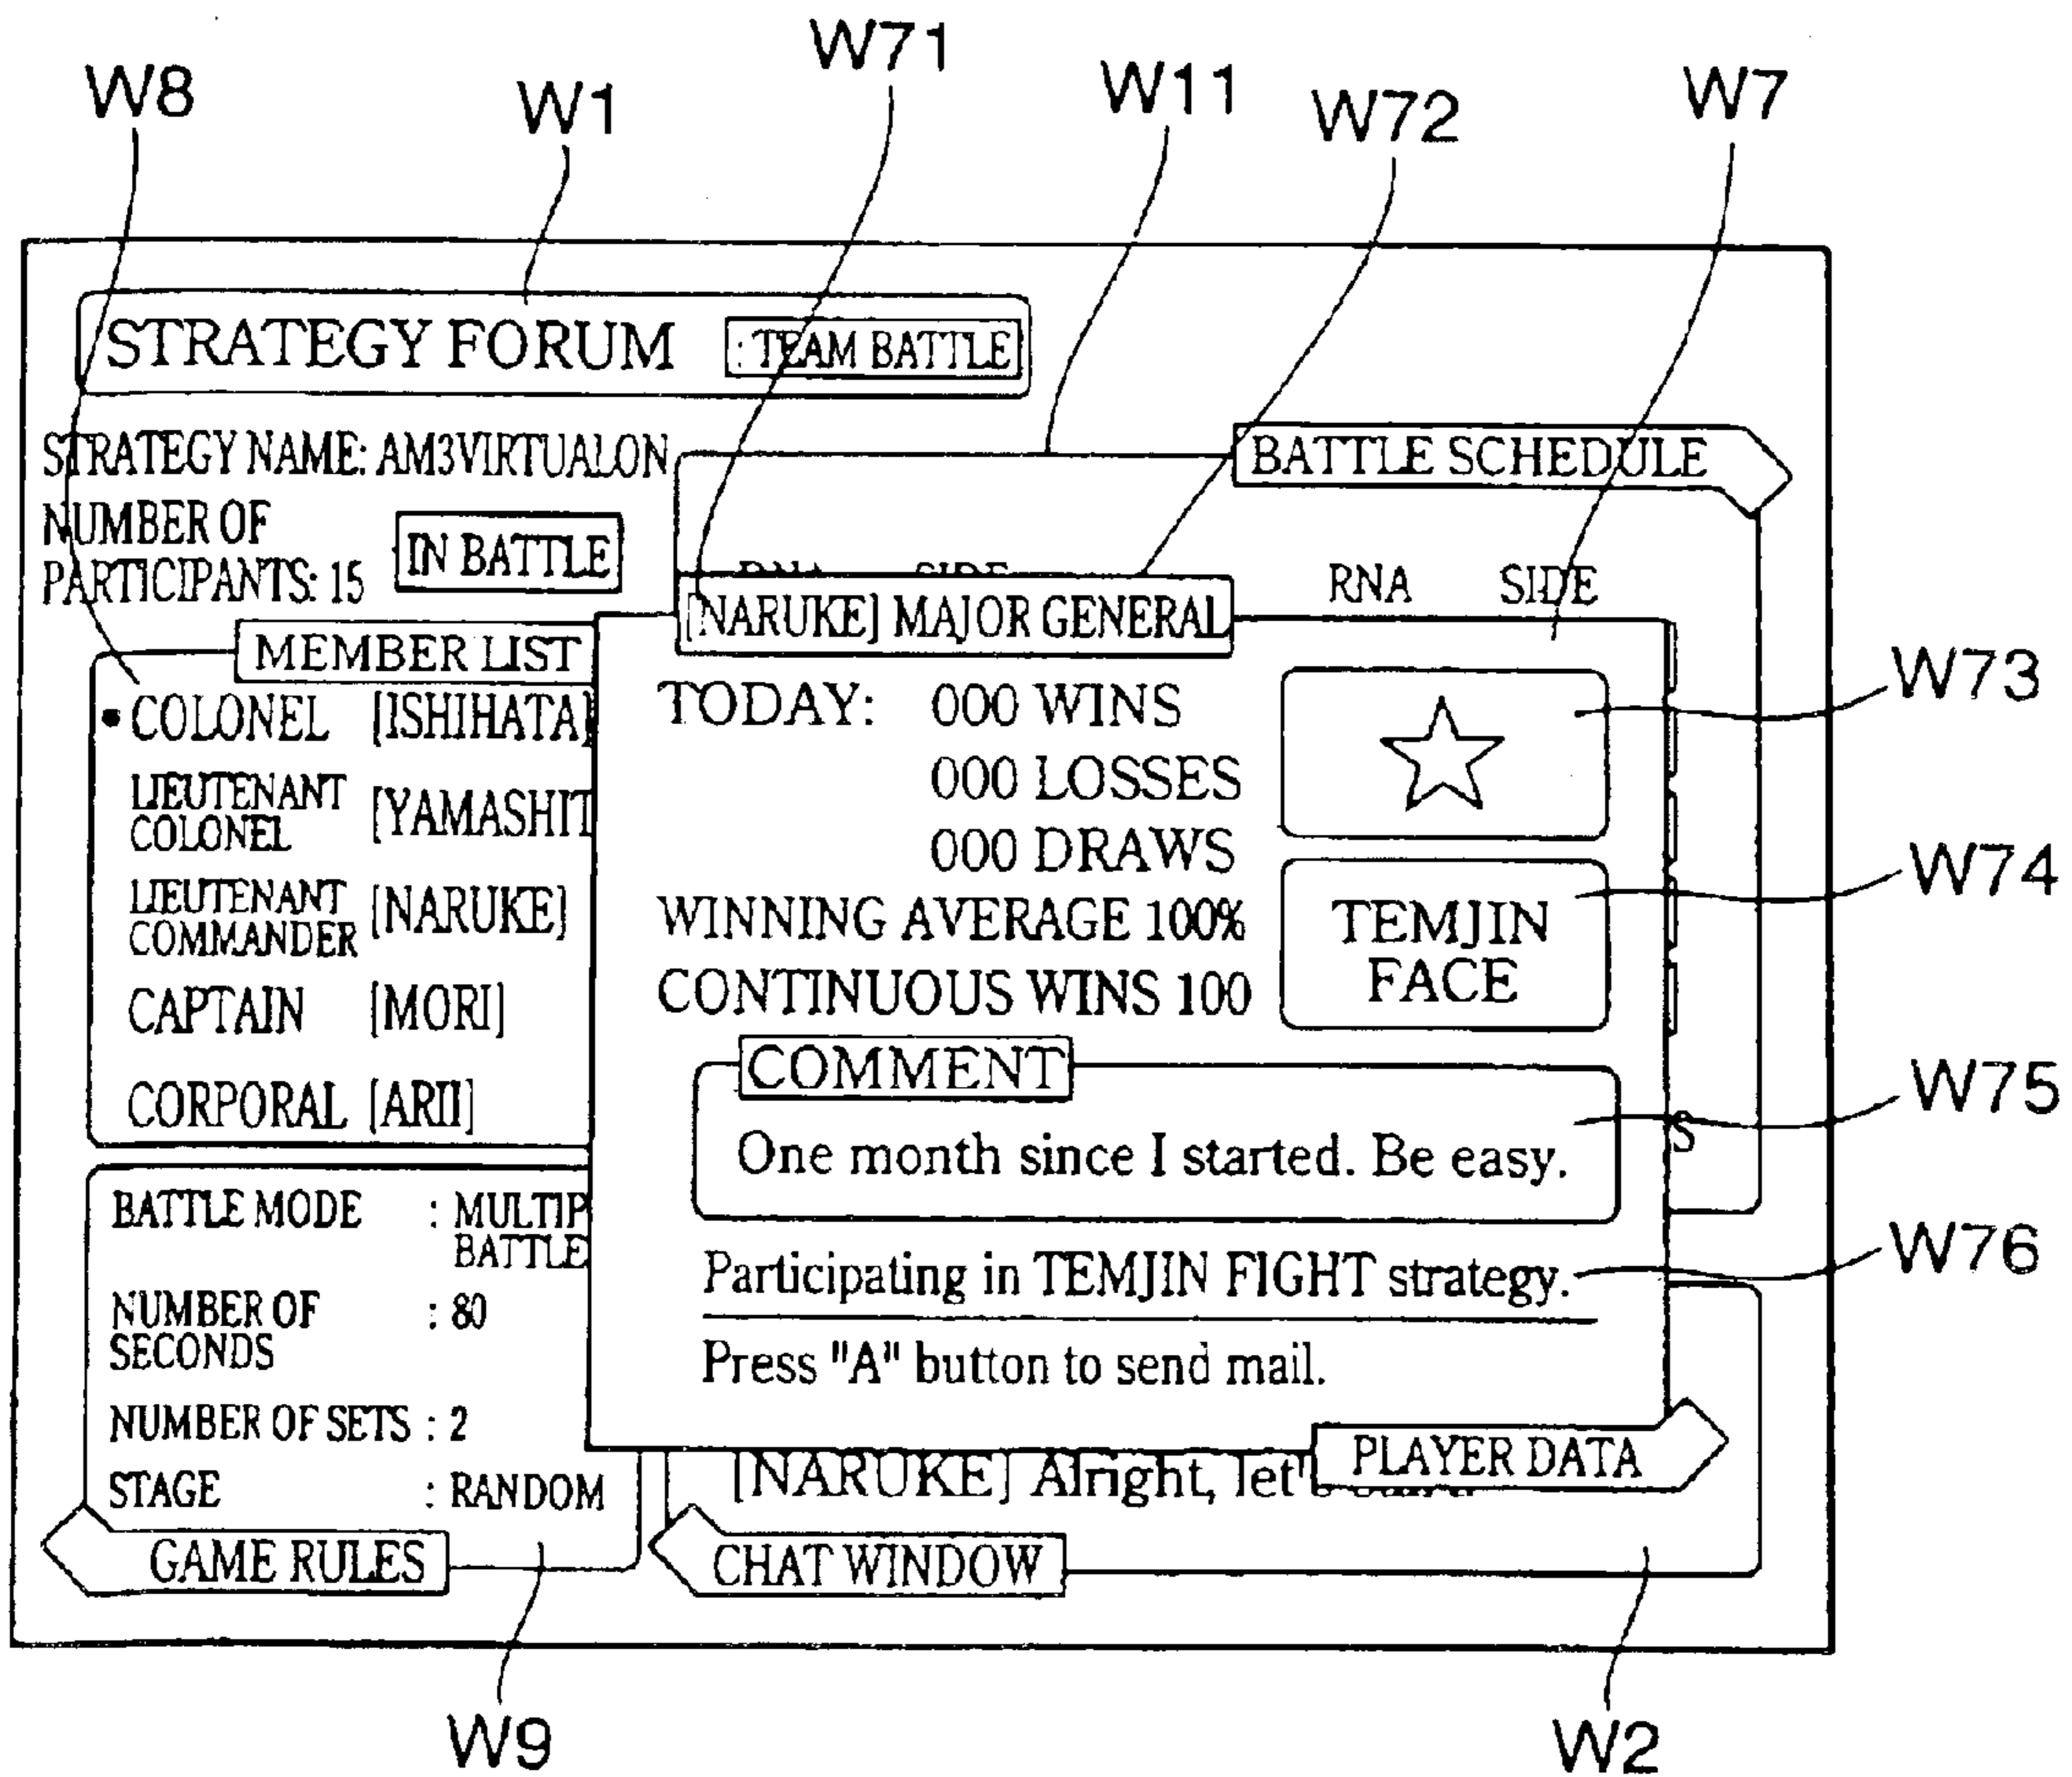 W71
W8
W1
W11
W72
W7
STRATEGY FORUM : TEAM BATTLE
STRATEGY NAME: AM3VIRTUALON
BATTLE SCHEDULE
NUMBER OF
PARTICIPANTS: 15
IN BATTLE
RNA SIDE
[NARUKE] MAJOR GENERAL
MEMBER LIST
• COLONEL [ISHIHATA]
LIEUTENANT
COLONEL
[YAMASHIT
LIEUTENANT
COMMANDER
[NARUKE]
CAPTAIN [MORI]
CORPORAL [ARII]
TODAY: 000 WINS
000 LOSSES
000 DRAWS
WINNING AVERAGE 100%
CONTINUOUS WINS 100
W73
TEMJIN
FACE
W74
COMMENT
One month since I started. Be easy.
W75
S
Participating in TEMJIN FIGHT strategy.
W76
Press "A" button to send mail.
PLAYER DATA
BATTLE MODE : MULTIP
BATTLE
NUMBER OF
SECONDS
: 80
NUMBER OF SETS : 2
STAGE : RANDOM
GAME RULES
[NARUKE] Alright, let'
CHAT WINDOW
W9
W2